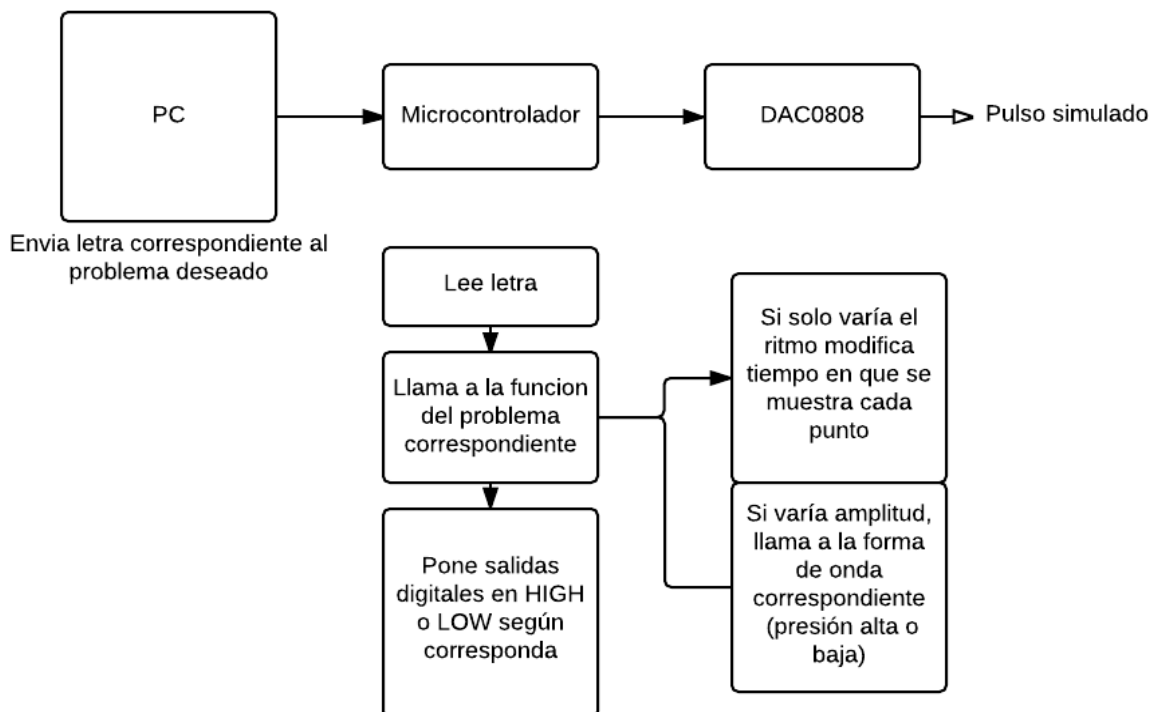 PC
Microcontrolador
DAC0808
Pulso simulado
Envia letra correspondiente al
problema deseado
Lee letra
Llama a la funcion
del problema
correspondiente
Pone salidas
digitales en HIGH
o LOW según
corresponda
Si solo varía el
ritmo modifica
tiempo en que se
muestra cada
punto
Si varía amplitud,
llama a la forma
de onda
correspondiente
(presión alta o
baja)